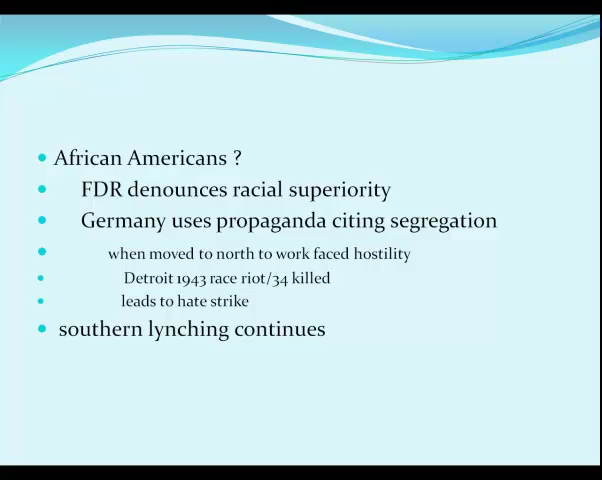 African Americans ?
FDR denounces racial superiority
Germany uses propaganda citing segregation
when moved to north to work faced hostility
Detroit 1943 race riot/34 killed
leads to hate strike
southern lynching continues